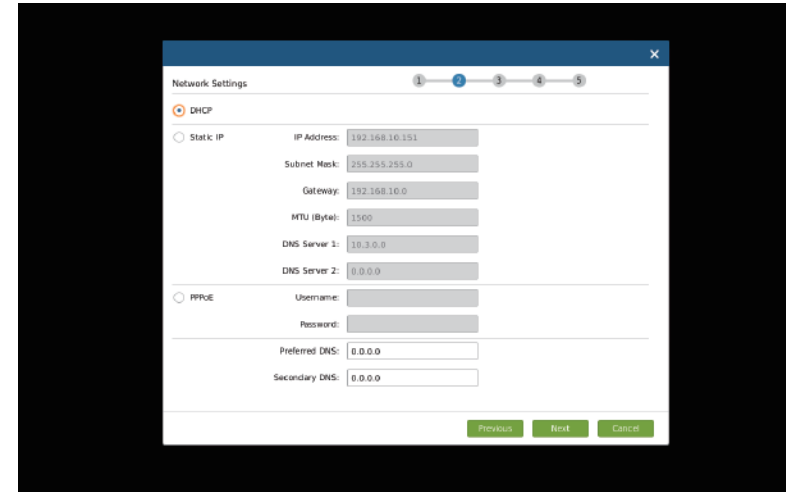 ×
Network Settings 1 2 3 4 5
DHCP
Static IP IP Address: 192.168.10.151
Subnet Mask: 255.255.255.0
Gateway: 192.168.10.0
MTU (Byte): 1500
DNS Server 1: 10.3.0.0
DNS Server 2: 0.0.0.0
PPPoE Username:
Password:
Preferred DNS: 0.0.0.0
Secondary DNS: 0.0.0.0
Previous Next Cancel